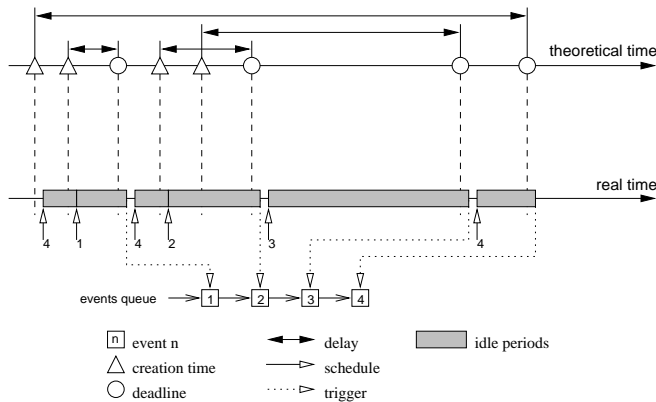 theoretical time
real time
4 1 4 2 3 4
events queue 1 2 3 4
n event n delay idle periods
creation time schedule
deadline trigger